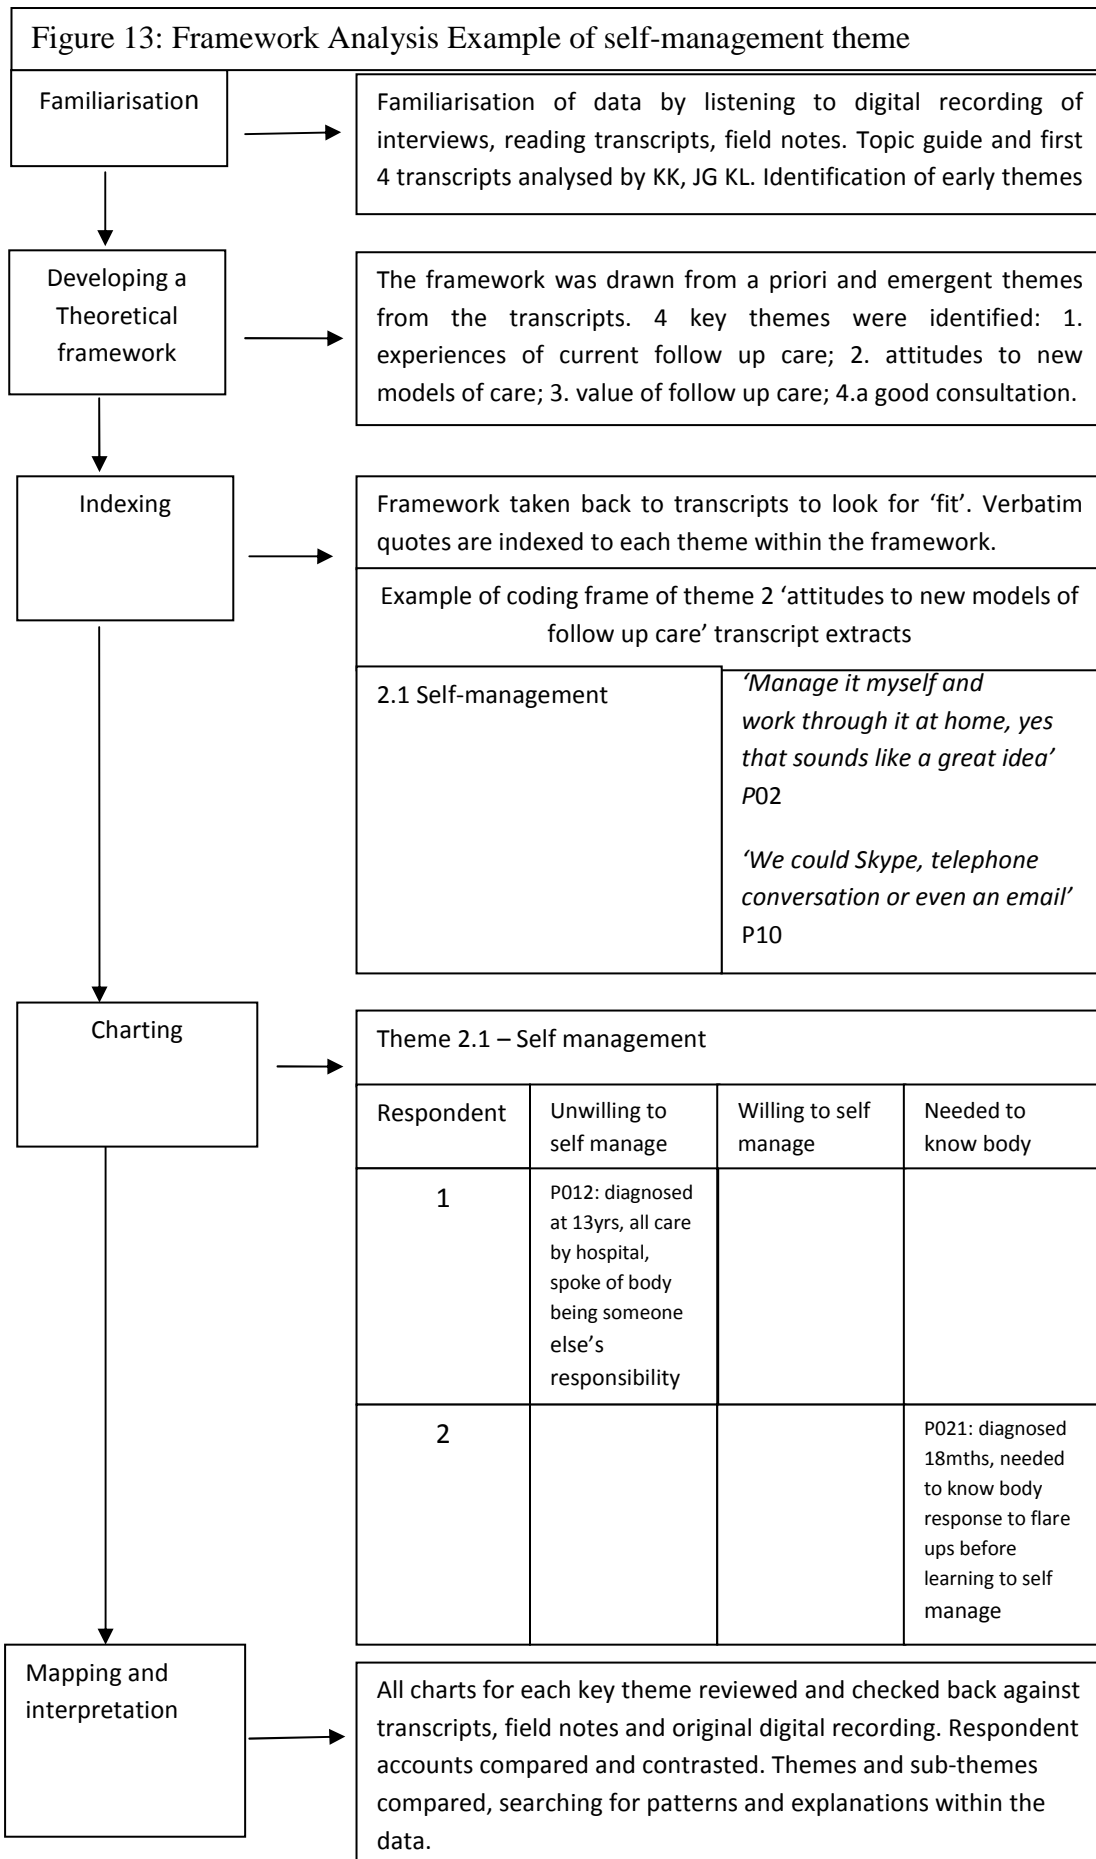 Figure 13: Framework Analysis Example of self-management theme
Familiarisation
Familiarisation of data by listening to digital recording of
interviews, reading transcripts, field notes. Topic guide and first
4 transcripts analysed by KK, JG KL. Identification of early themes
Developing a
Theoretical
framework
The framework was drawn from a priori and emergent themes
from the transcripts. 4 key themes were identified: 1.
experiences of current follow up care; 2. attitudes to new
models of care; 3. value of follow up care; 4.a good consultation.
Indexing
Framework taken back to transcripts to look for ‘fit’. Verbatim
quotes are indexed to each theme within the framework.
Example of coding frame of theme 2 ‘attitudes to new models of
follow up care’ transcript extracts
2.1 Self-management
‘Manage it myself and
work through it at home, yes
that sounds like a great idea’
P02
‘We could Skype, telephone
conversation or even an email’
P10
Charting
Theme 2.1 – Self management
Respondent
Unwilling to
self manage
Willing to self
manage
Needed to
know body
1
P012: diagnosed
at 13yrs, all care
by hospital,
spoke of body
being someone
else’s
responsibility
2
P021: diagnosed
18mths, needed
to know body
response to flare
ups before
learning to self
manage
Mapping and
interpretation
All charts for each key theme reviewed and checked back against
transcripts, field notes and original digital recording. Respondent
accounts compared and contrasted. Themes and sub-themes
compared, searching for patterns and explanations within the
data.